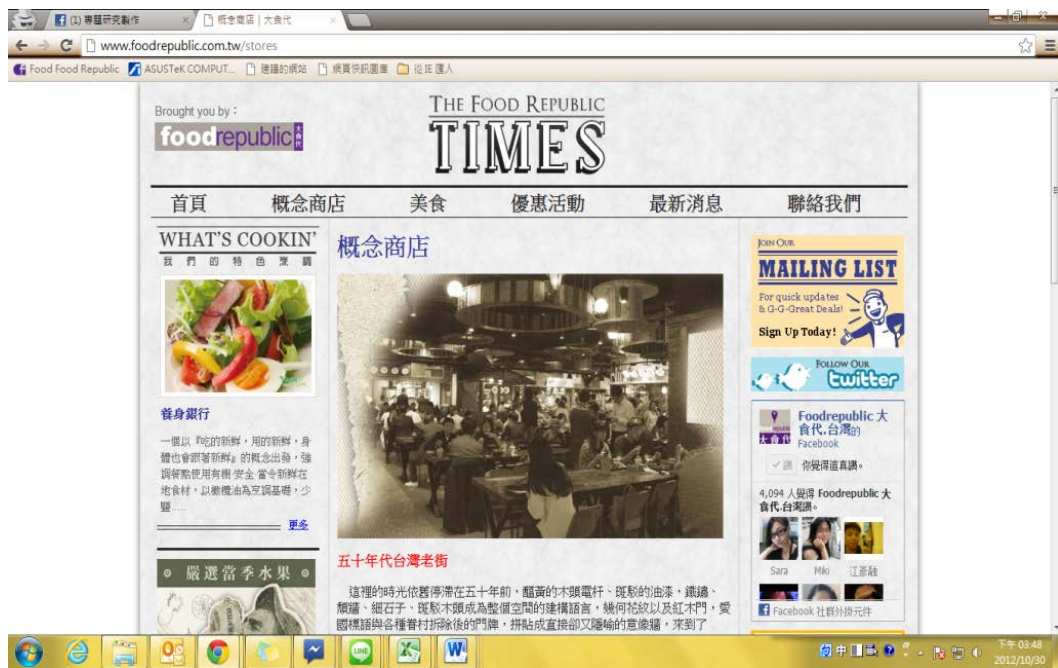 (1) 專題研究製作
概念商店 | 大食代
www.foodrepublic.com.tw/stores
Food Food Republic
ASUSTeK COMPUT...
建議的網站
網頁快訊圖庫
從 IE 匯入
Brought you by：
foodrepublic 大食代
THE FOOD REPUBLIC
TIMES
首頁
概念商店
美食
優惠活動
最新消息
聯絡我們
WHAT'S COOKIN'
我們的特色烹調
養身銀行
一個以『吃的新鮮，用的新鮮，身
體也會跟著新鮮』的概念出發，強
調餐點使用有機‧安全‧當令新鮮在
地食材，以橄欖油為烹調基礎，少
鹽......
更多
嚴選當季水果
概念商店
五十年代台灣老街
這裡的時光依舊停滯在五十年前，龘黃的木頭電杆、斑駁的油漆，鐵鏽、
頹牆、細石子、斑駁木頭成為整個空間的建構語言，幾何花紋以及紅木門，愛
國標語與各種眷村拆除後的門牌，拼貼成直接卻又隱喻的意像牆，來到了
JOIN OUR
MAILING LIST
For quick updates
& G-G-Great Deals!
Sign Up Today!
FOLLOW OUR
twitter
Foodrepublic 大
食代.台灣的
Facebook
大食代
讚
你覺得這真讚。
4,094 人覺得 Foodrepublic 大
食代.台灣讚。
Sara
Miki
江彥融
Facebook 社群外掛元件
中
下午 03:48
2012/10/30